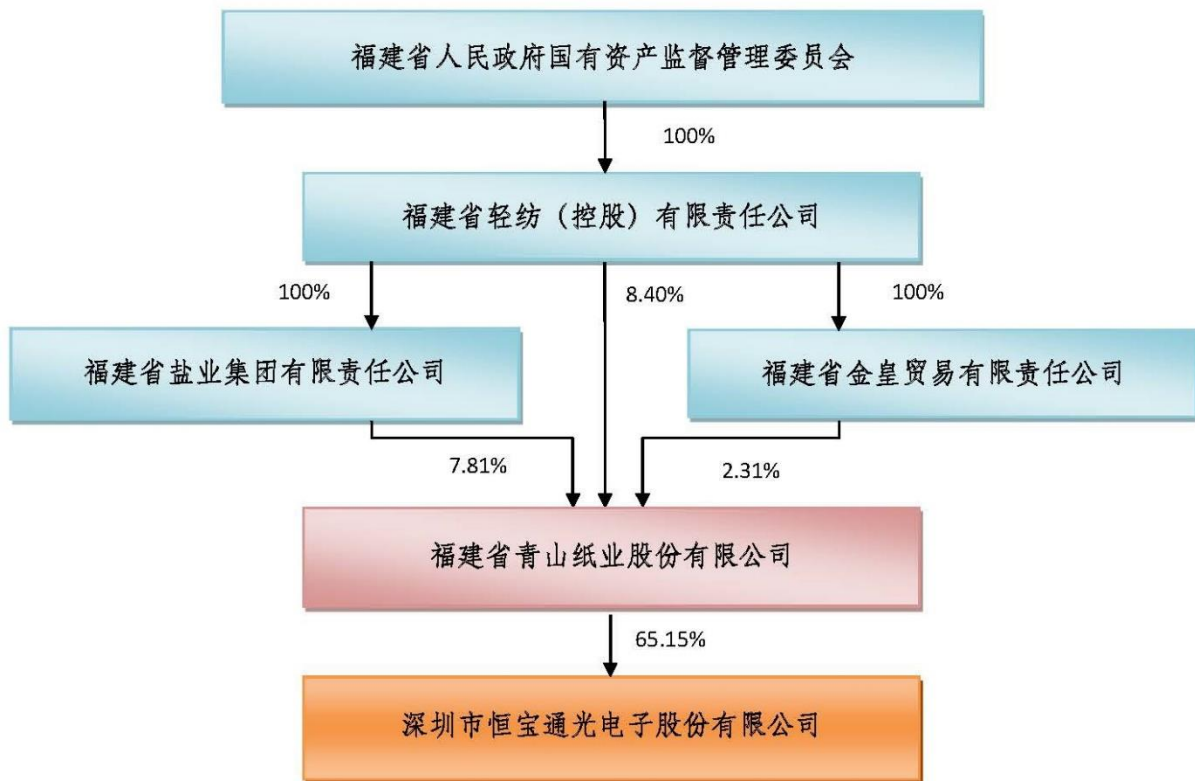 福建省人民政府国有资产监督管理委员会
100%
福建省轻纺（控股）有限责任公司
100%
8.40%
100%
福建省盐业集团有限责任公司
福建省金皇贸易有限责任公司
7.81%
2.31%
福建省青山纸业股份有限公司
65.15%
深圳市恒宝通光电子股份有限公司